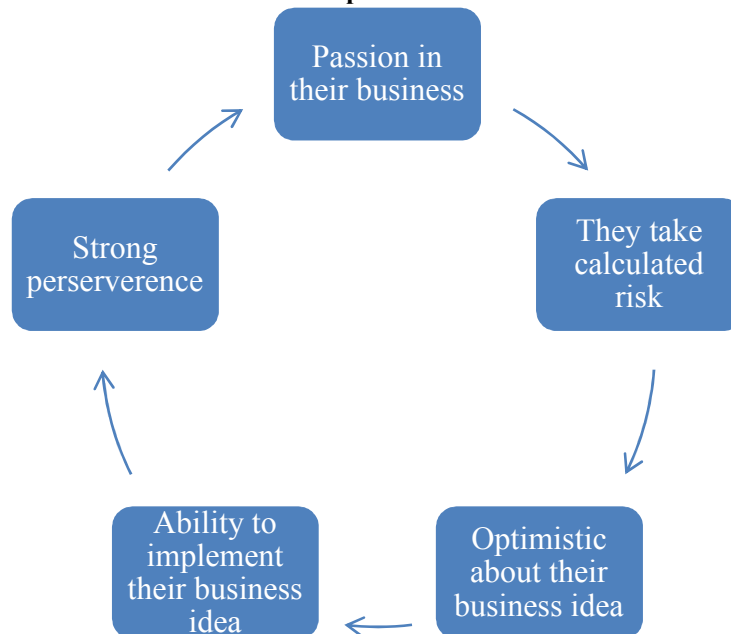 Passion in
their business
They take
calculated
risk
Optimistic
about their
business idea
Ability to
implement
their business
idea
Strong
perserverence